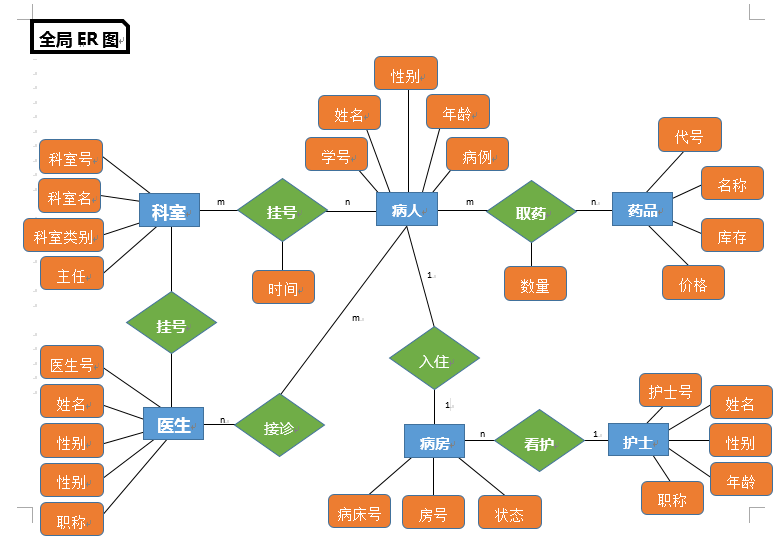 全局 ER 图
性别
姓名
年龄
学号
病例
代号
名称
库存
价格
科室号
科室名
科室类别
主任
科室
m
挂号
n
病人
m
取药
n
药品
时间
数量
挂号
m
1
入住
1
医生号
姓名
性别
性别
职称
医生
n
接诊
病房
n
看护
1
护士
护士号
姓名
性别
年龄
职称
病床号
房号
状态